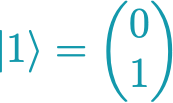 |1⟩ = (0
1)